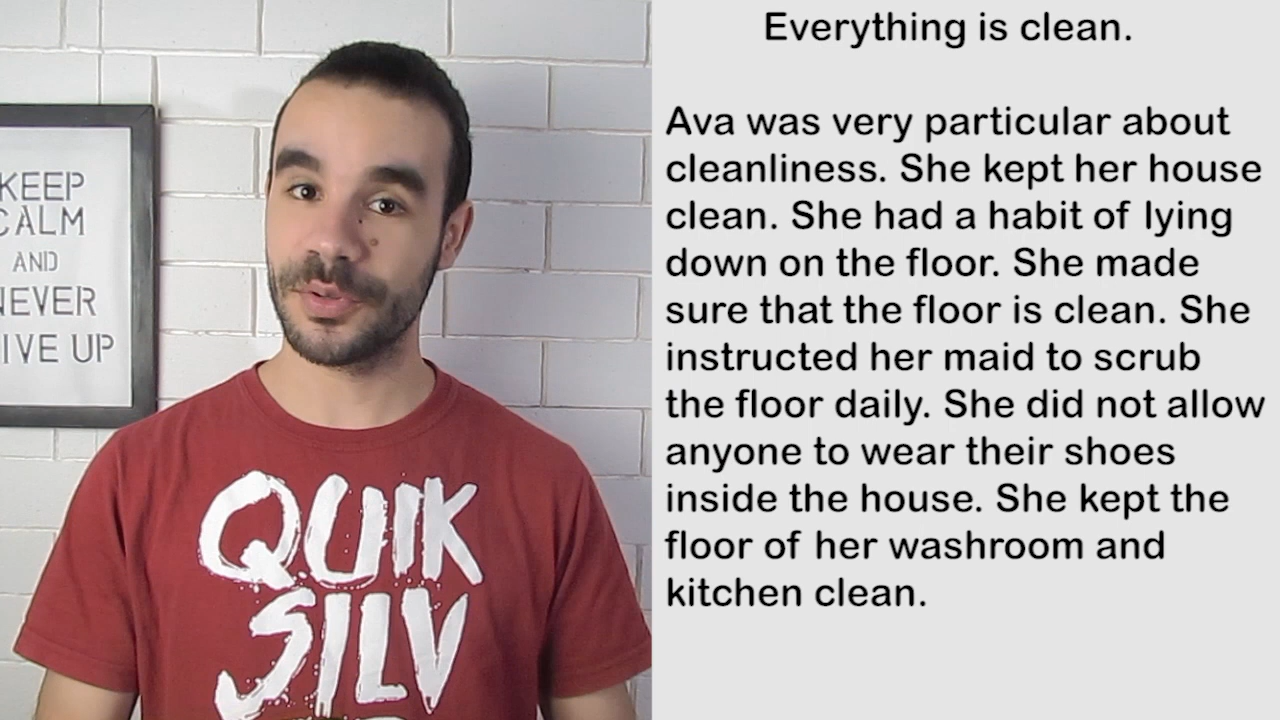 KEEP
CALM
AND
NEVER
IVE UP
QUIK
SILV
Everything is clean.
Ava was very particular about
cleanliness. She kept her house
clean. She had a habit of lying
down on the floor. She made
sure that the floor is clean. She
instructed her maid to scrub
the floor daily. She did not allow
anyone to wear their shoes
inside the house. She kept the
floor of her washroom and
kitchen clean.